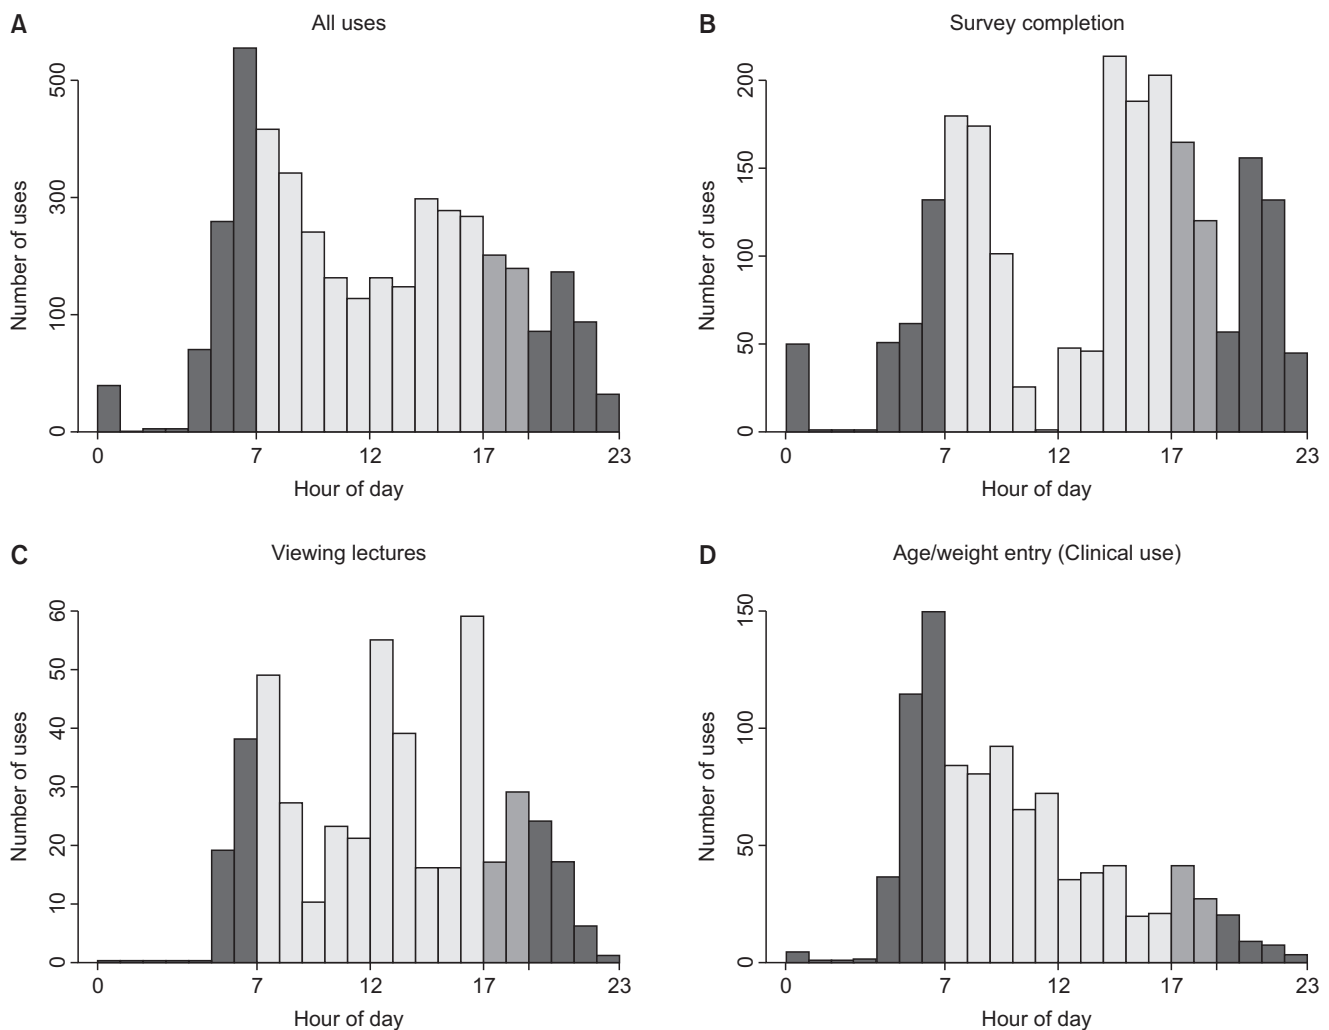 A
All uses
Number of uses
500
300
100
0
0 7 12 17 23
Hour of day
B
Survey completion
Number of uses
200
150
100
50
0
0 7 12 17 23
Hour of day
C
Viewing lectures
Number of uses
60
50
40
30
20
10
0
0 7 12 17 23
Hour of day
D
Age/weight entry (Clinical use)
Number of uses
150
100
50
0
0 7 12 17 23
Hour of day